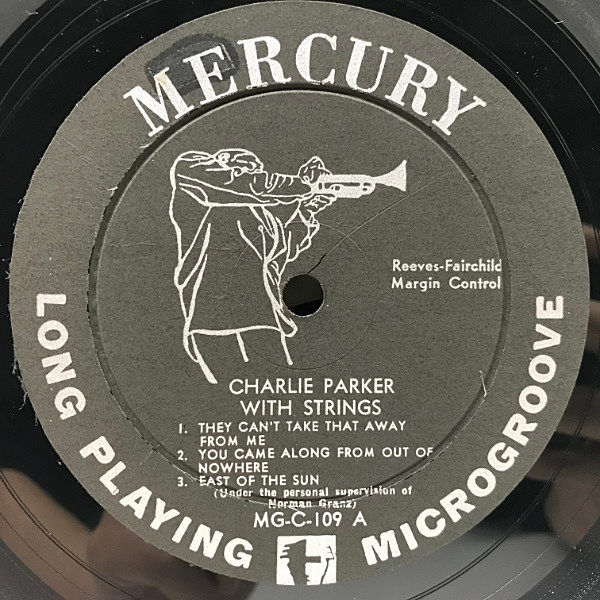 MERCURY
Reeves-Fairchild
Margin Control
CHARLIE PARKER
WITH STRINGS
1. THEY CAN'T TAKE THAT AWAY
FROM ME
2. YOU CAME ALONG FROM OUT OF
NOWHERE
3. EAST OF THE SUN
(Under the personal supervision of
Norman Granz)
MG-C-109 A
LONG PLAYING MICROGROOVE